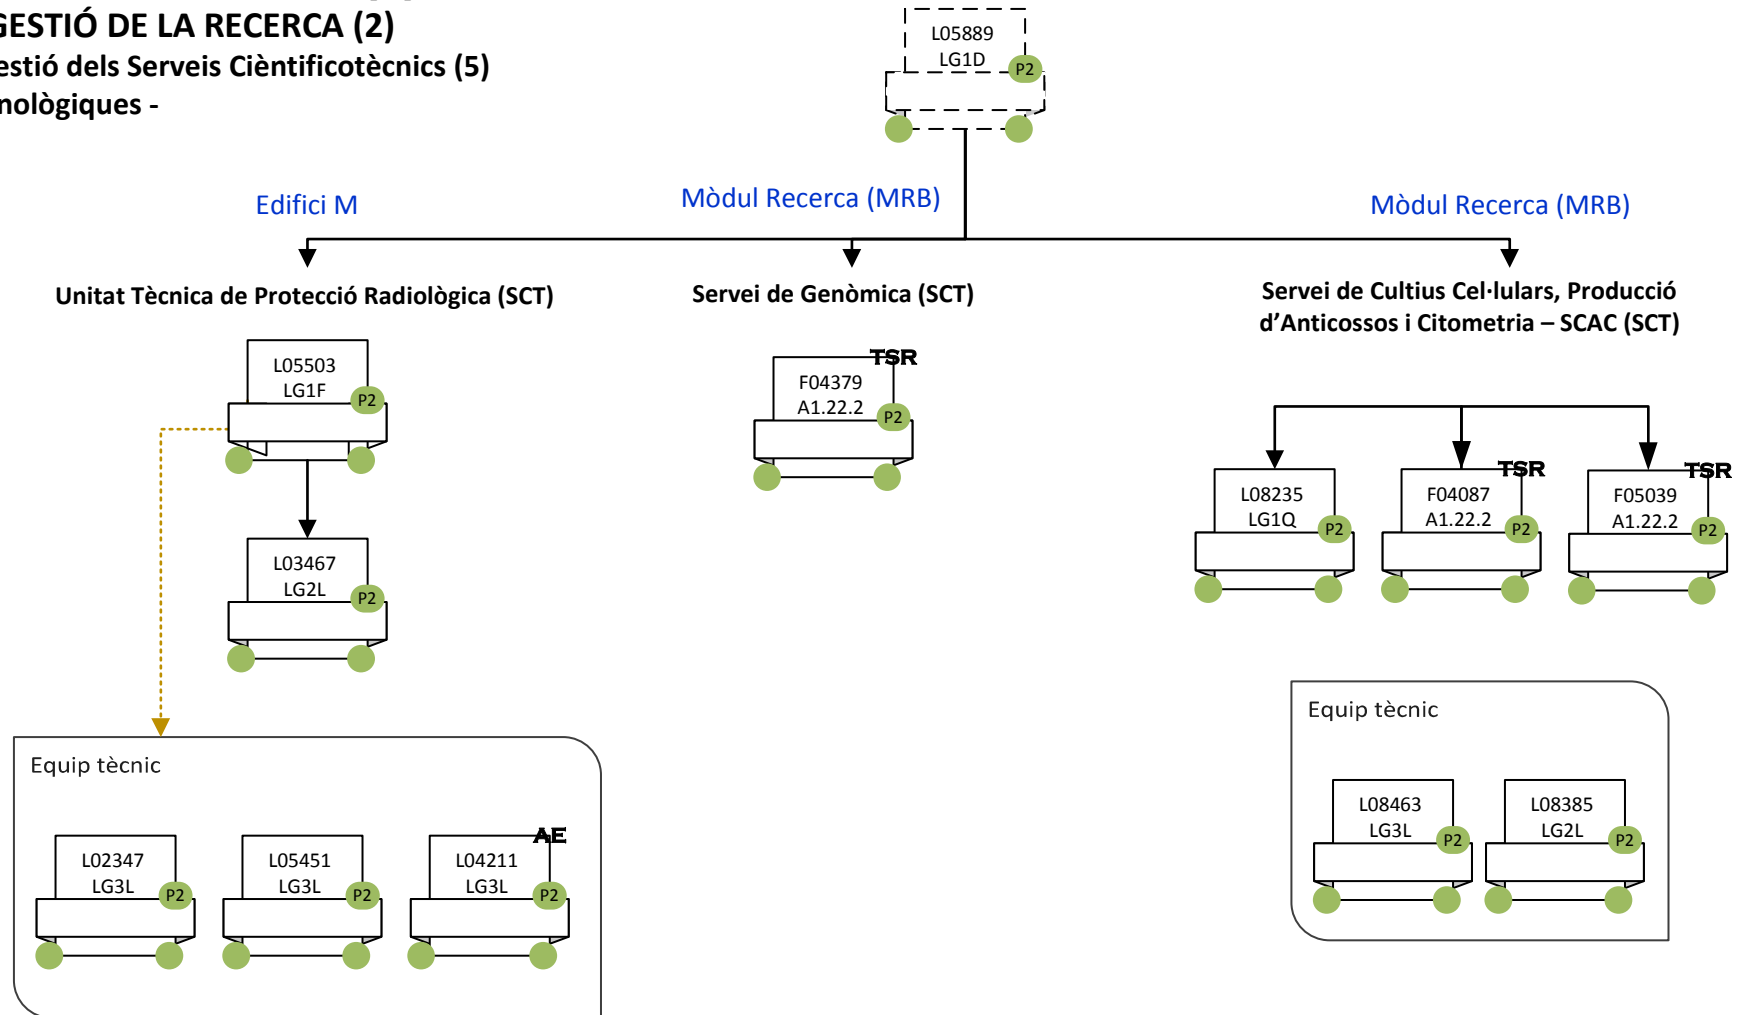 GESTIÓ DE LA RECERCA (2)
estió dels Serveis Cièntificotècnics (5)
nològiques -
L05889
LG1D
P2
Edifici M
Mòdul Recerca (MRB)
Mòdul Recerca (MRB)
Unitat Tècnica de Protecció Radiològica (SCT)
Servei de Genòmica (SCT)
Servei de Cultius Cel·lulars, Producció
d’Anticossos i Citometria – SCAC (SCT)
L05503
LG1F
P2
TSR
F04379
A1.22.2
P2
L08235
LG1Q
P2
TSR
F04087
A1.22.2
P2
TSR
F05039
A1.22.2
P2
L03467
LG2L
P2
Equip tècnic
L02347
LG3L
P2
L05451
LG3L
P2
AE
L04211
LG3L
P2
Equip tècnic
L08463
LG3L
P2
L08385
LG2L
P2